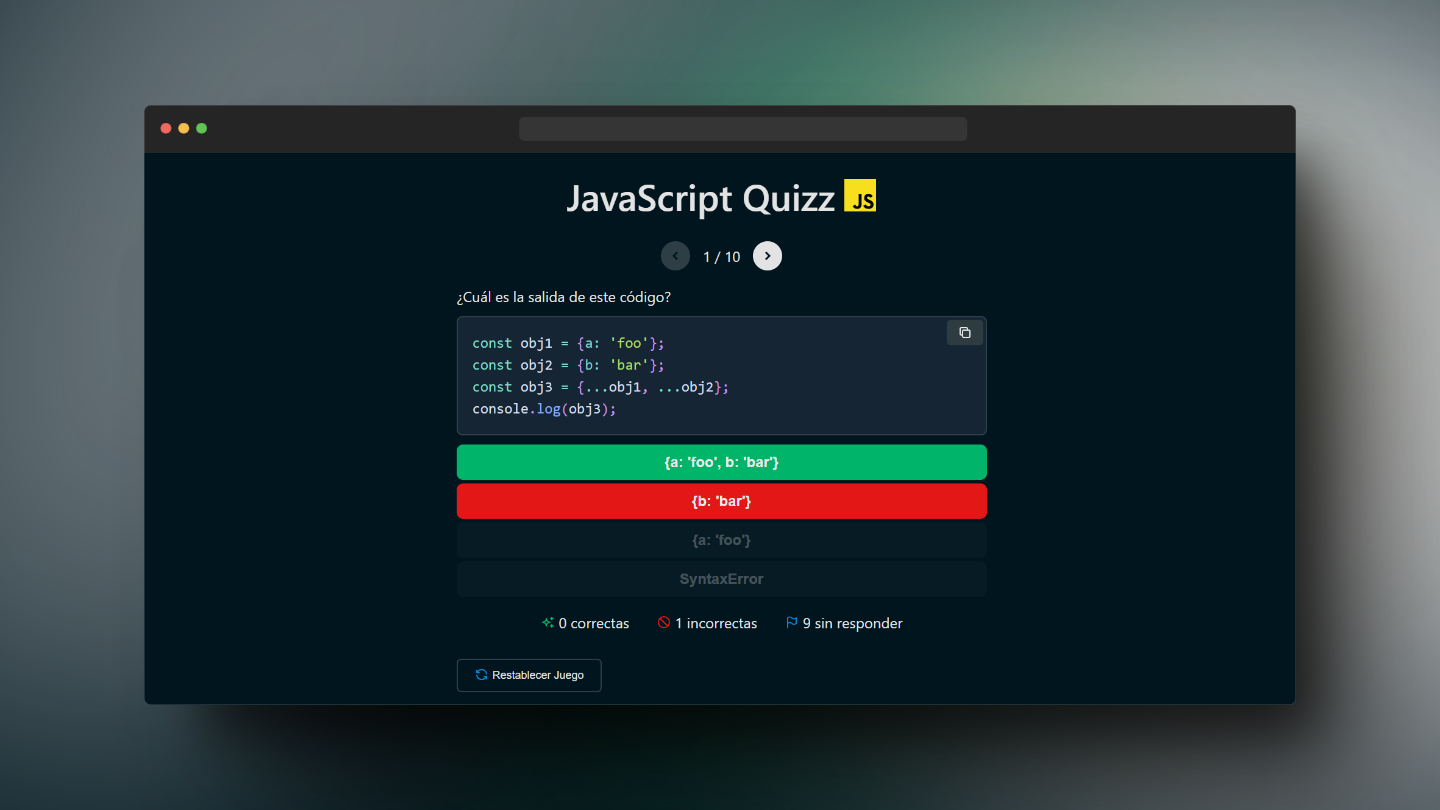 JavaScript Quizz JS
1 / 10
¿Cuál es la salida de este código?
const obj1 = {a: 'foo'};
const obj2 = {b: 'bar'};
const obj3 = {...obj1, ...obj2};
console.log(obj3);
{a: 'foo', b: 'bar'}
{b: 'bar'}
{a: 'foo'}
SyntaxError
0 correctas 1 incorrectas 9 sin responder
Restablecer Juego